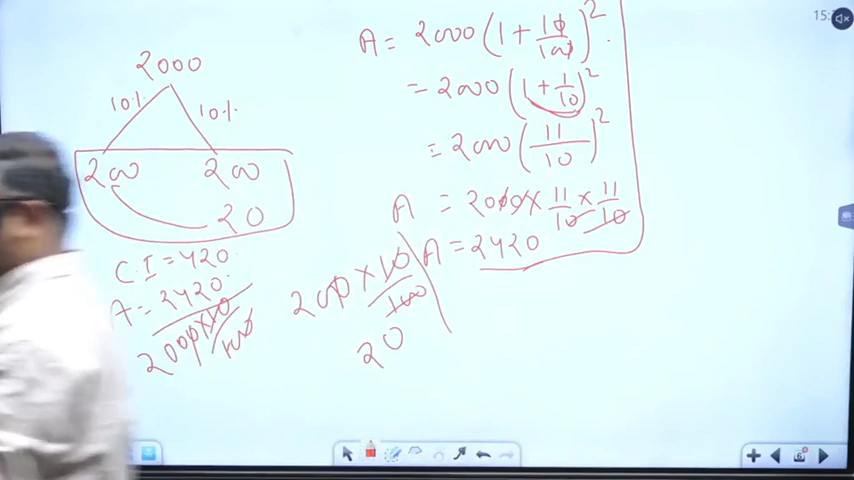 2000
10% 10%
200 200
20
C.I = 420
A = 2420
2000 × 10/100
200 × 10/100
20
A = 2000 (1 + 10/100)²
= 2000 (1 + 1/10)²
= 2000 (11/10)²
A = 2000 × 11/10 × 11/10
A = 2420